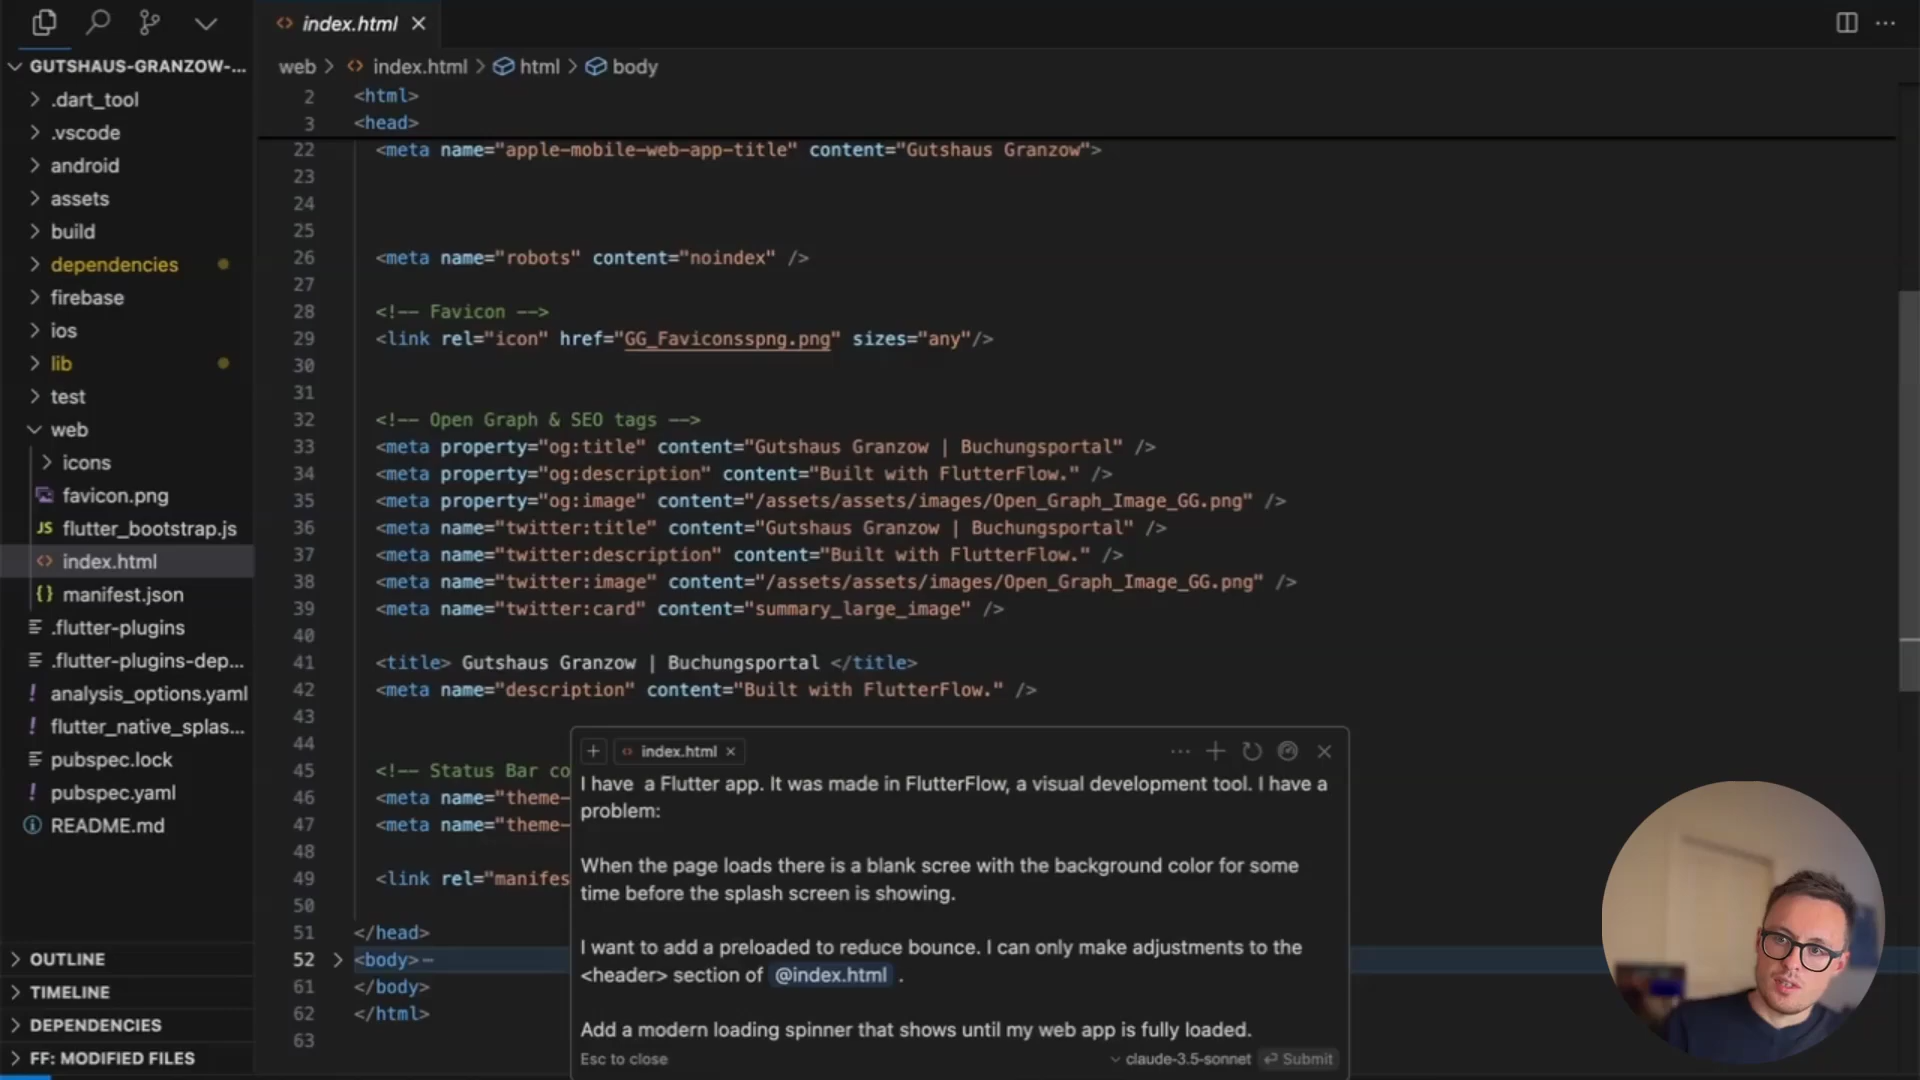 index.html
GUTSHAUS-GRANZOW-...
web > index.html > html > body
.dart_tool
.vscode
android
assets
build
dependencies
firebase
ios
lib
test
web
icons
favicon.png
flutter_bootstrap.js
index.html
manifest.json
.flutter-plugins
.flutter-plugins-dep...
analysis_options.yaml
flutter_native_splas...
pubspec.lock
pubspec.yaml
README.md
OUTLINE
TIMELINE
DEPENDENCIES
FF: MODIFIED FILES
2 <html>
3 <head>
22 <meta name="apple-mobile-web-app-title" content="Gutshaus Granzow">
23
24
25
26 <meta name="robots" content="noindex" />
27
28 <!-- Favicon -->
29 <link rel="icon" href="GG_Faviconsspng.png" sizes="any"/>
30
31
32 <!-- Open Graph & SEO tags -->
33 <meta property="og:title" content="Gutshaus Granzow | Buchungsportal" />
34 <meta property="og:description" content="Built with FlutterFlow." />
35 <meta property="og:image" content="/assets/assets/images/Open_Graph_Image_GG.png" />
36 <meta name="twitter:title" content="Gutshaus Granzow | Buchungsportal" />
37 <meta name="twitter:description" content="Built with FlutterFlow." />
38 <meta name="twitter:image" content="/assets/assets/images/Open_Graph_Image_GG.png" />
39 <meta name="twitter:card" content="summary_large_image" />
40
41 <title> Gutshaus Granzow | Buchungsportal </title>
42 <meta name="description" content="Built with FlutterFlow." />
43
44
45 <!-- Status Bar co
46 <meta name="theme-
47 <meta name="theme-
48
49 <link rel="manifes
50
51 </head>
52 <body>
61 </body>
62 </html>
63
index.html
I have  a Flutter app. It was made in FlutterFlow, a visual development tool. I have a
problem:
When the page loads there is a blank scree with the background color for some
time before the splash screen is showing.
I want to add a preloaded to reduce bounce. I can only make adjustments to the
<header> section of @index.html .
Add a modern loading spinner that shows until my web app is fully loaded.
Esc to close
claude-3.5-sonnet
Submit